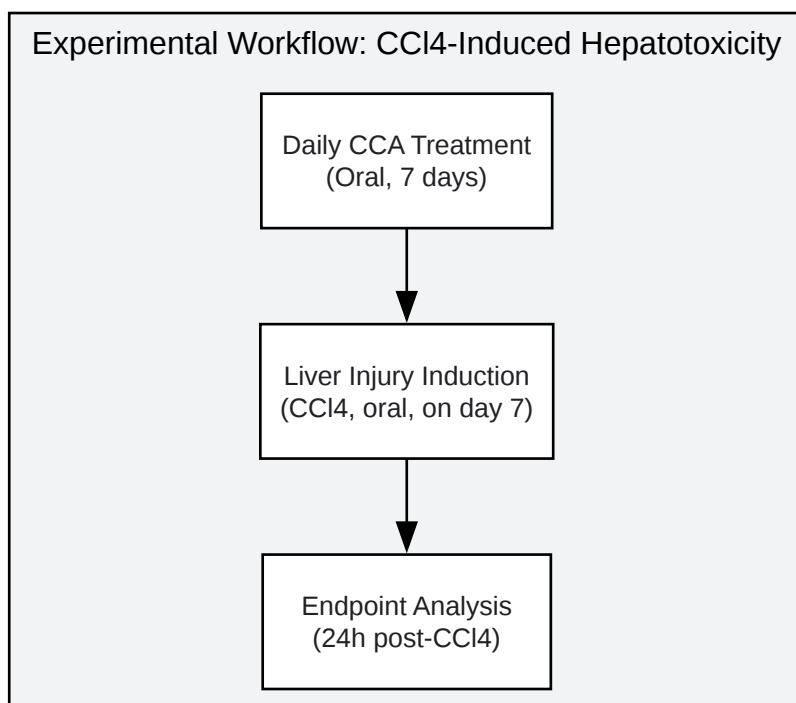 Experimental Workflow: CCl4-Induced Hepatotoxicity
Daily CCA Treatment
(Oral, 7 days)
Liver Injury Induction
(CCl4, oral, on day 7)
Endpoint Analysis
(24h post-CCl4)